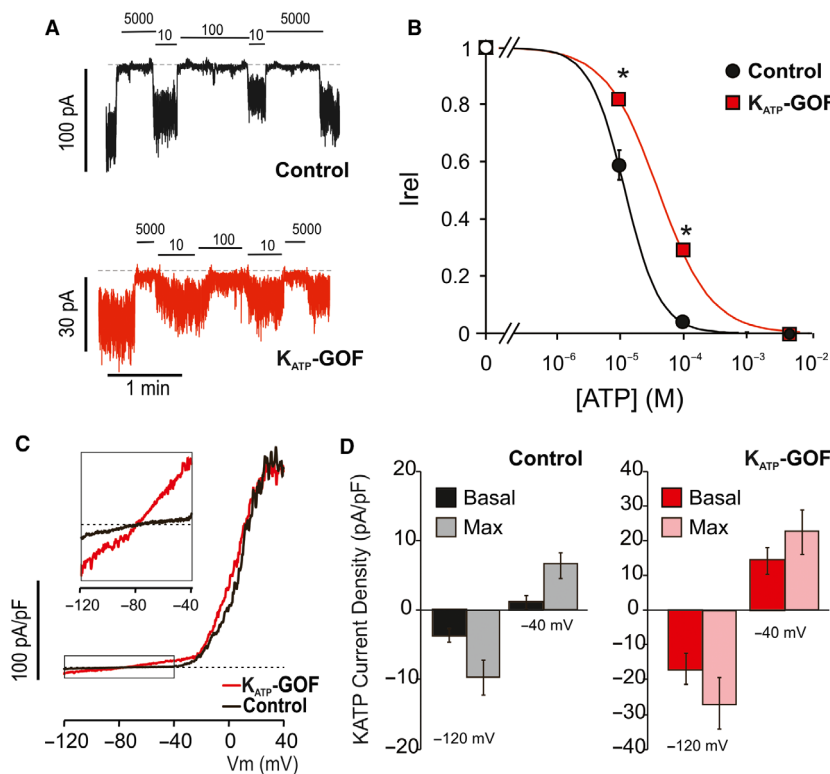 A
5000
10
100
10
5000
100 pA
Control
5000
10
100
10
5000
30 pA
KATP-GOF
1 min
B
1
0.8
0.6
0.4
0.2
0
Irel
*
*
Control
KATP-GOF
0
10−6
10−5
10−4
10−3
10−2
[ATP] (M)
C
100 pA/pF
−120
−80
−40
KATP-GOF
Control
−120
−80
−40
0
40
Vm (mV)
D
KATP Current Density (pA/pF)
Control
20
10
0
−10
−20
Basal
Max
−40 mV
−120 mV
KATP-GOF
40
30
20
10
0
−10
−20
−30
−40
Basal
Max
−40 mV
−120 mV